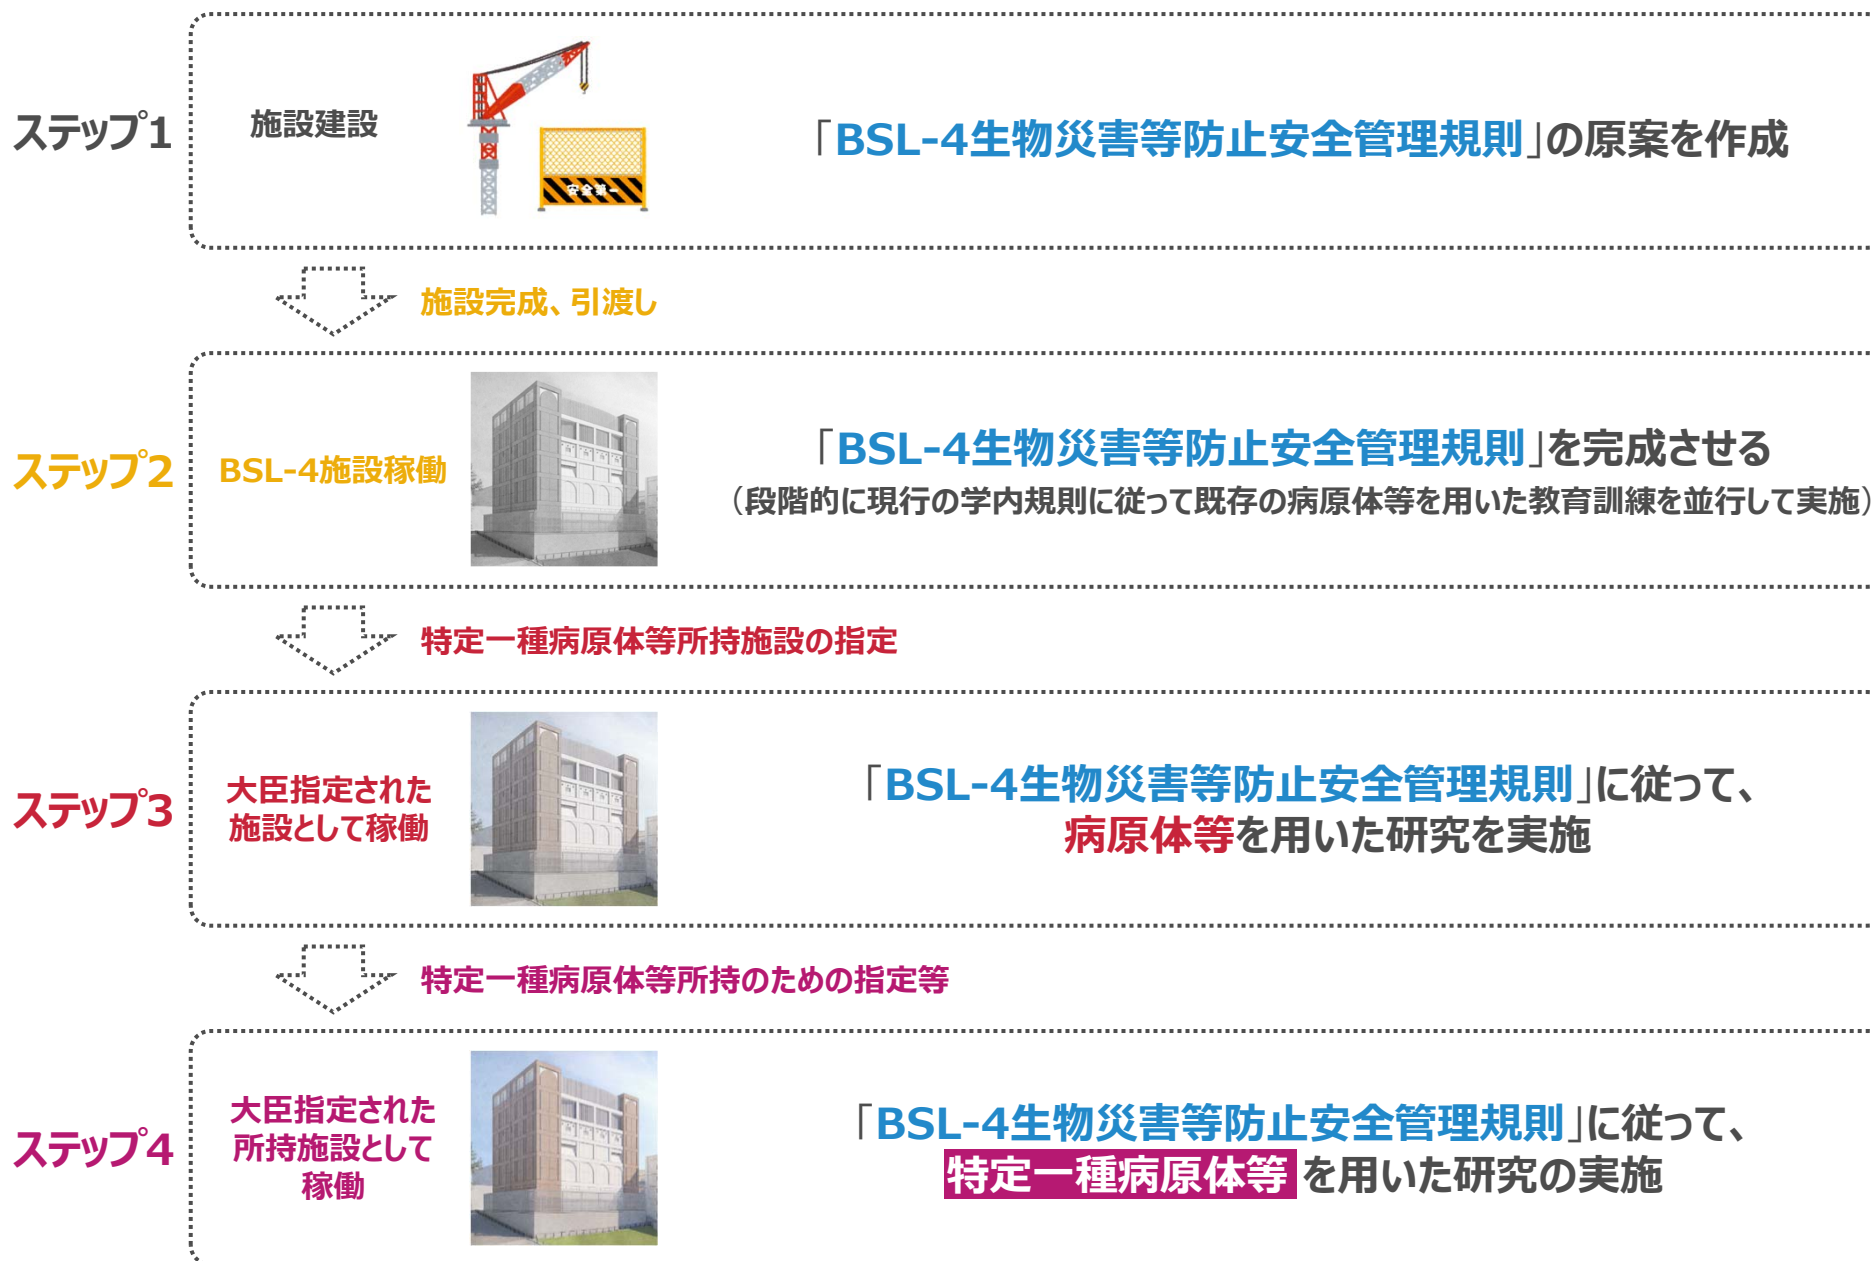 ステップ1
施設建設
安全第一
「BSL-4生物災害等防止安全管理規則」の原案を作成
施設完成、引渡し
ステップ2
BSL-4施設稼働
「BSL-4生物災害等防止安全管理規則」を完成させる
（段階的に現行の学内規則に従って既存の病原体等を用いた教育訓練を並行して実施）
特定一種病原体等所持施設の指定
ステップ3
大臣指定された
施設として稼働
「BSL-4生物災害等防止安全管理規則」に従って、
病原体等を用いた研究を実施
特定一種病原体等所持のための指定等
ステップ4
大臣指定された
所持施設として
稼働
「BSL-4生物災害等防止安全管理規則」に従って、
特定一種病原体等 を用いた研究の実施